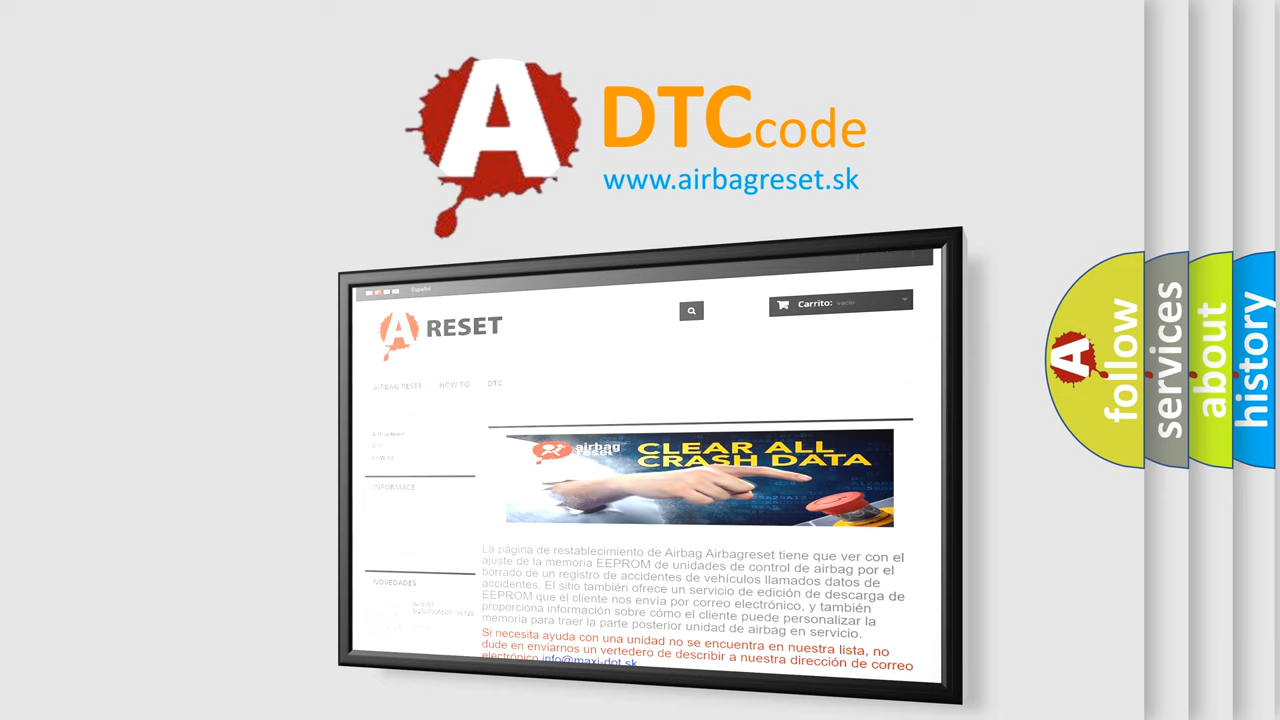 A DTCcode
www.airbagreset.sk
Español
A RESET
Carrito: vacío
AIRBAG RESET HOW TO DTC
HOW TO
INFORMACE
NOVEDADES
airbag
reset
CLEAR ALL
CRASH DATA
La página de restablecimiento de Airbag Airbagreset tiene que ver con el
ajuste de la memoria EEPROM de unidades de control de airbag por el
borrado de un registro de accidentes de vehículos llamados datos de
accidentes. El sitio también ofrece un servicio de edición de descarga de
EEPROM que el cliente nos envía por correo electrónico, y también
proporciona información sobre cómo el cliente puede personalizar la
memoria para traer la parte posterior unidad de airbag en servicio.
Si necesita ayuda con una unidad no se encuentra en nuestra lista, no
dude en enviarnos un vertedero de describir a nuestra dirección de correo
electrónico info@maxi-dot.sk
A follow
services
about
history